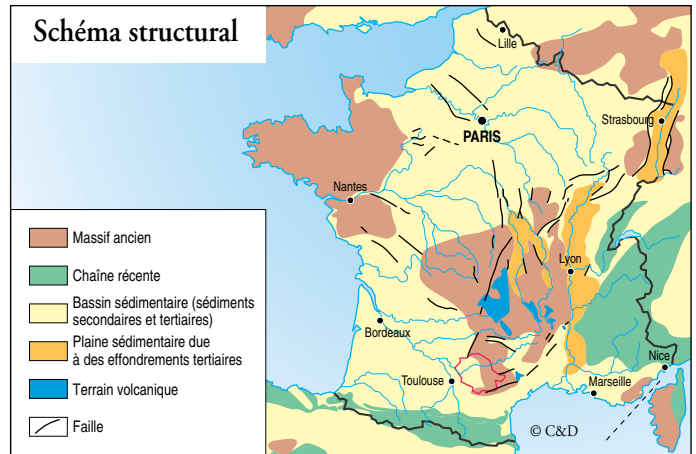 Schéma structural
Lille
Strasbourg
PARIS
Nantes
Massif ancien
Chaîne récente
Lyon
Bassin sédimentaire (sédiments
secondaires et tertiaires)
Bordeaux
Plaine sédimentaire due
à des effondrements tertiaires
Nice
Toulouse
Marseille
Terrain volcanique
Faille
© C&D